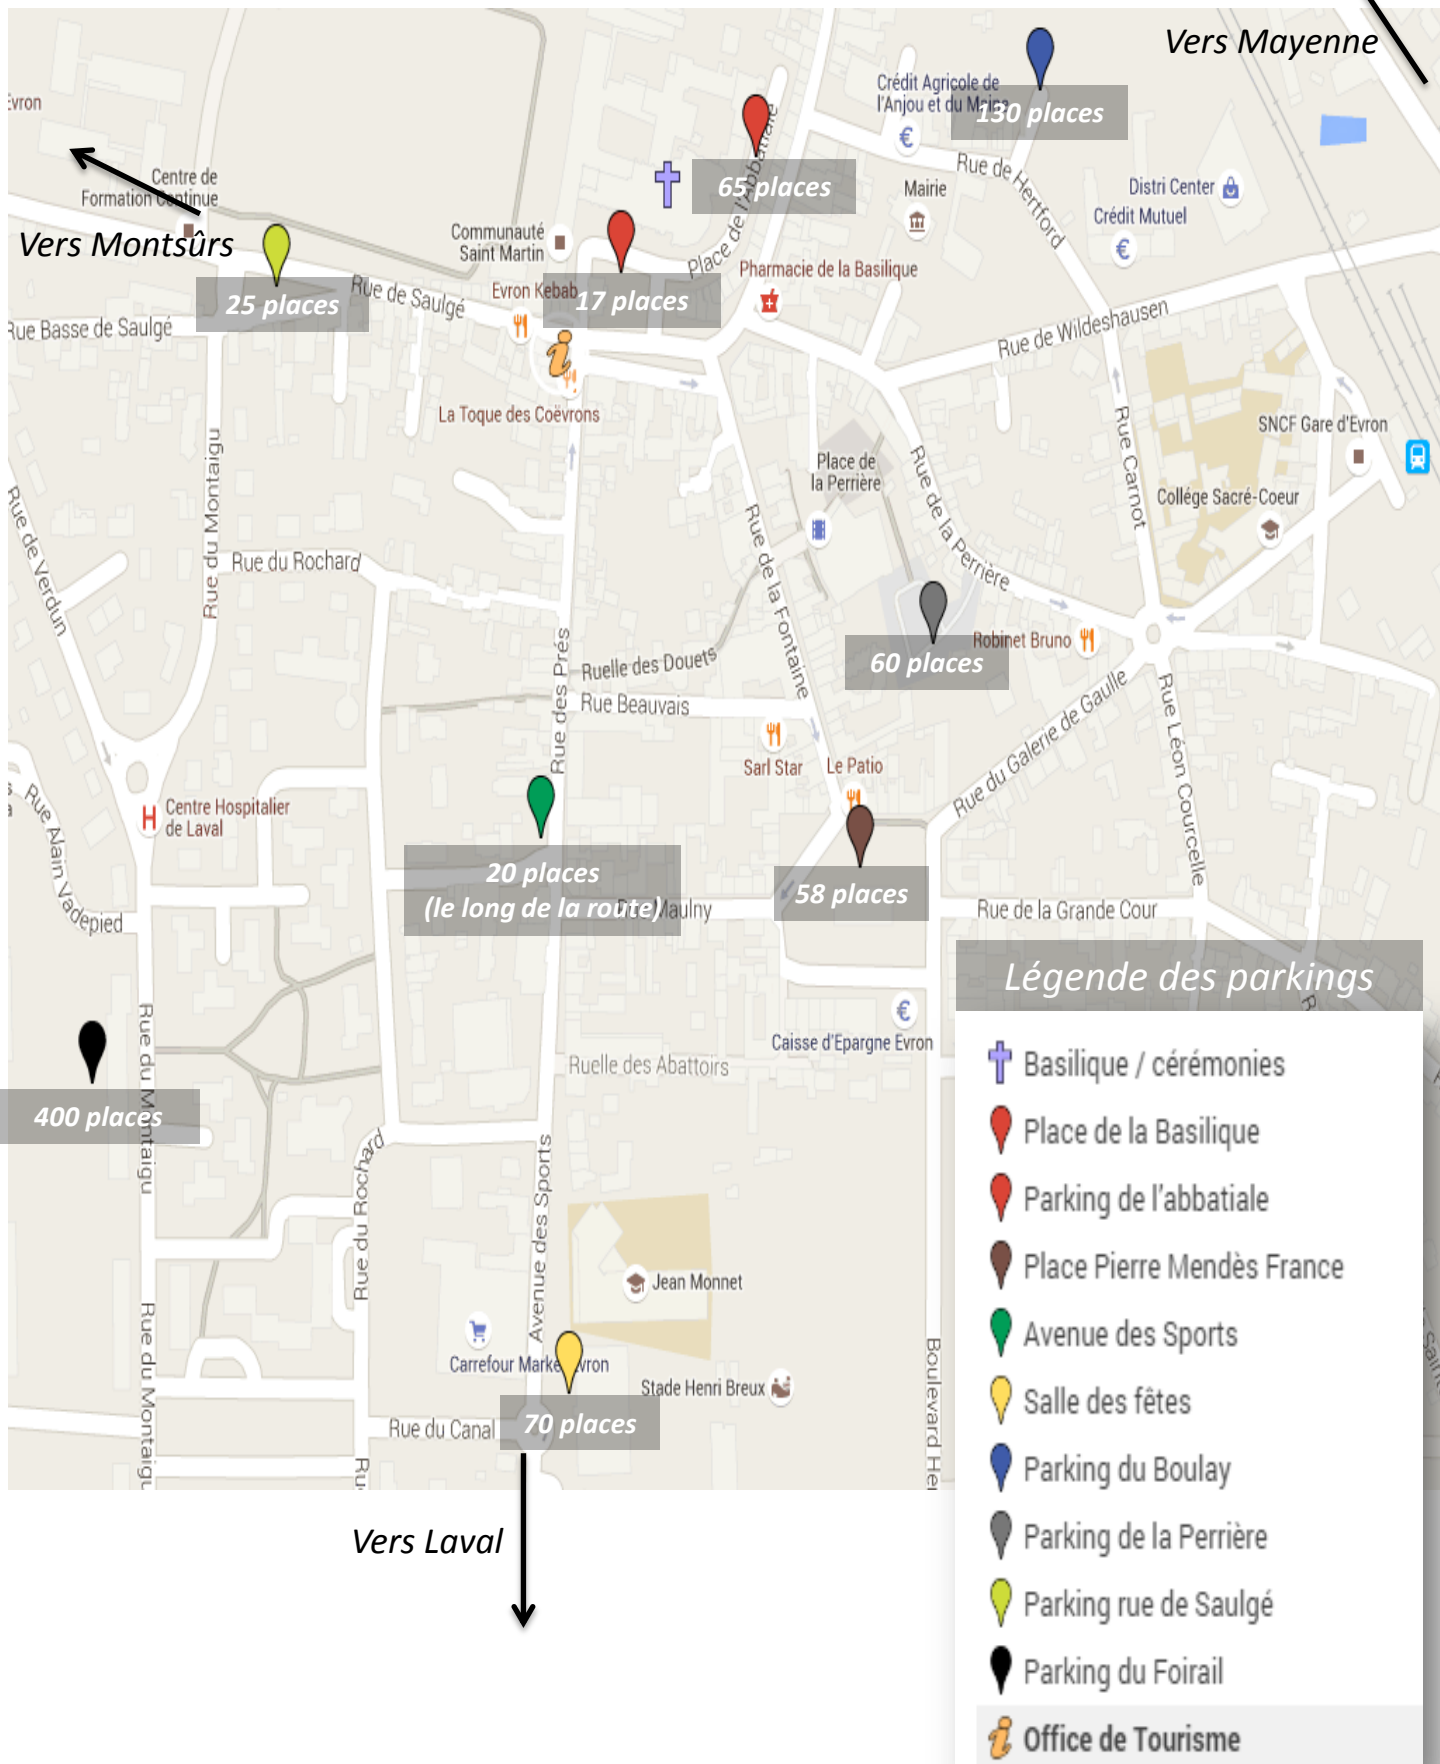 Vers Mayenne
Crédit Agricole de
l'Anjou et du Maine
130 places
Evron
65 places
Place de l'Abbatiale
Rue de Hertford
Mairie
Distri Center
Crédit Mutuel
Centre de
Formation Continue
Vers Montsûrs
Communauté
Saint Martin
Pharmacie de la Basilique
25 places
Rue de Saulgé
Evron Kebab
17 places
Rue Basse de Saulgé
Rue de Wildeshausen
La Toque des Coëvrons
SNCF Gare d'Evron
Rue Carnot
Place de
la Perrière
Collége Sacré-Coeur
Rue de Verdun
Rue du Montaigu
Rue du Rochard
Rue de la Fontaine
Rue de la Perrière
Robinet Bruno
60 places
Rue des Prés
Ruelle des Douets
Rue Beauvais
Sarl Star
Le Patio
Rue du Galerie de Gaulle
Rue Léon Courcelle
Centre Hospitalier
de Laval
Rue Alain Vadepied
20 places
(le long de la route)
Maulny
58 places
Rue de la Grande Cour
Caisse d'Epargne Evron
Ruelle des Abattoirs
400 places
Rue du Montaigu
Rue du Rochard
Avenue des Sports
Jean Monnet
Carrefour Market Evron
Stade Henri Breux
70 places
Rue du Canal
Rue du Montaigu
Boulevard
Vers Laval
Légende des parkings
Basilique / cérémonies
Place de la Basilique
Parking de l'abbatiale
Place Pierre Mendès France
Avenue des Sports
Salle des fêtes
Parking du Boulay
Parking de la Perrière
Parking rue de Saulgé
Parking du Foirail
Office de Tourisme